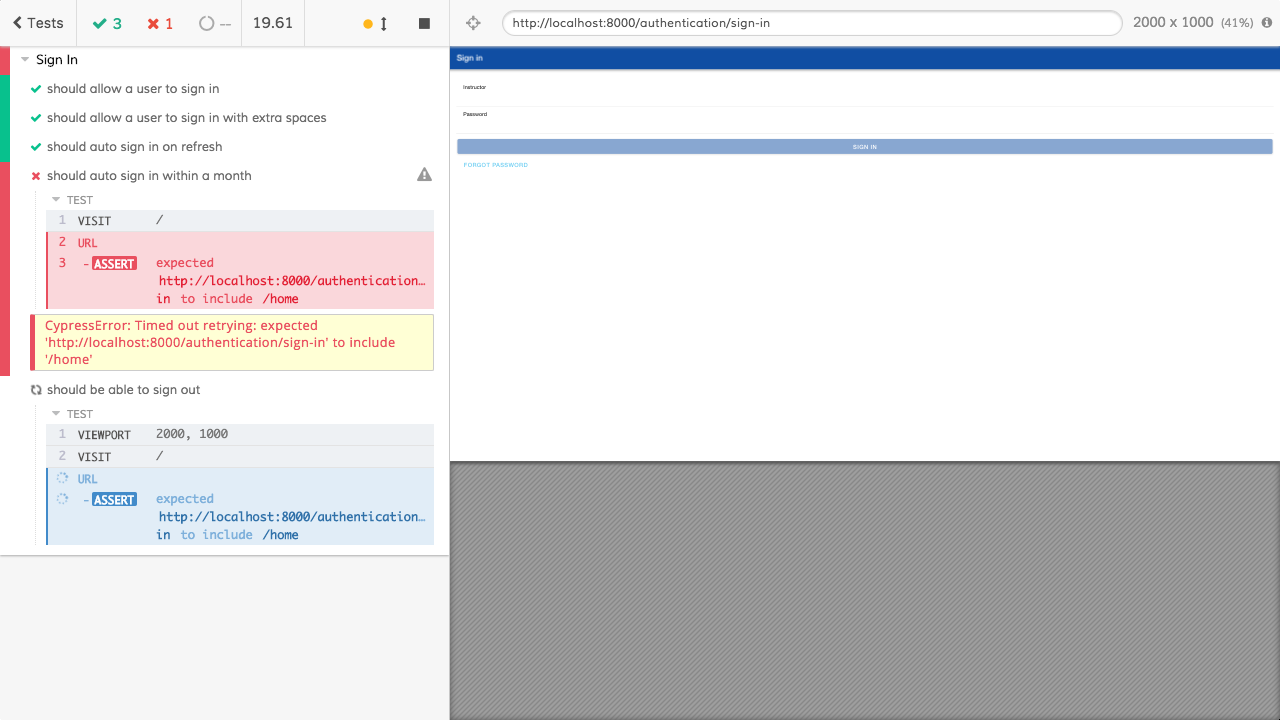 Tests 3 1 -- 19.61
http://localhost:8000/authentication/sign-in 2000 x 1000 (41%)
Sign In
should allow a user to sign in
should allow a user to sign in with extra spaces
should auto sign in on refresh
should auto sign in within a month
TEST
1 VISIT /
2 URL
3 -ASSERT expected
http://localhost:8000/authentication…
in to include /home
CypressError: Timed out retrying: expected
'http://localhost:8000/authentication/sign-in' to include
'/home'
should be able to sign out
TEST
1 VIEWPORT 2000, 1000
2 VISIT /
URL
-ASSERT expected
http://localhost:8000/authentication…
in to include /home
Sign in
Instructor
Password
SIGN IN
FORGOT PASSWORD